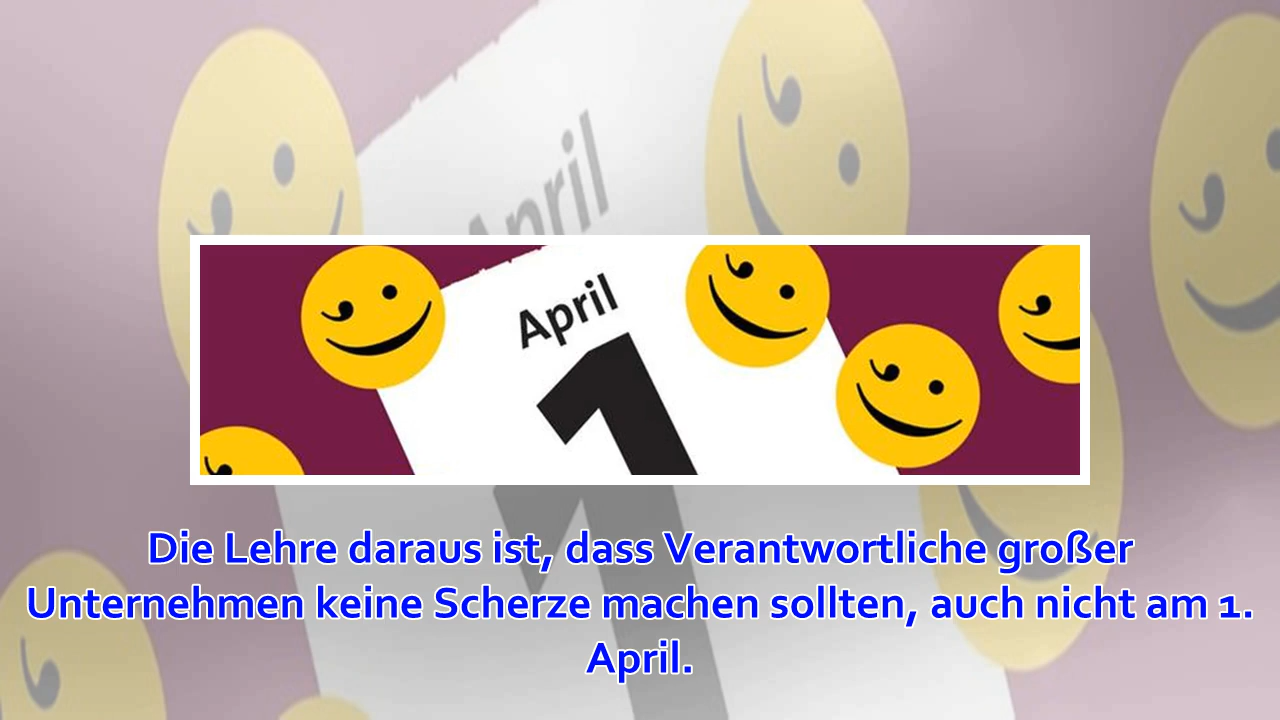 April
April
1
Die Lehre daraus ist, dass Verantwortliche großer
Unternehmen keine Scherze machen sollten, auch nicht am 1.
April.